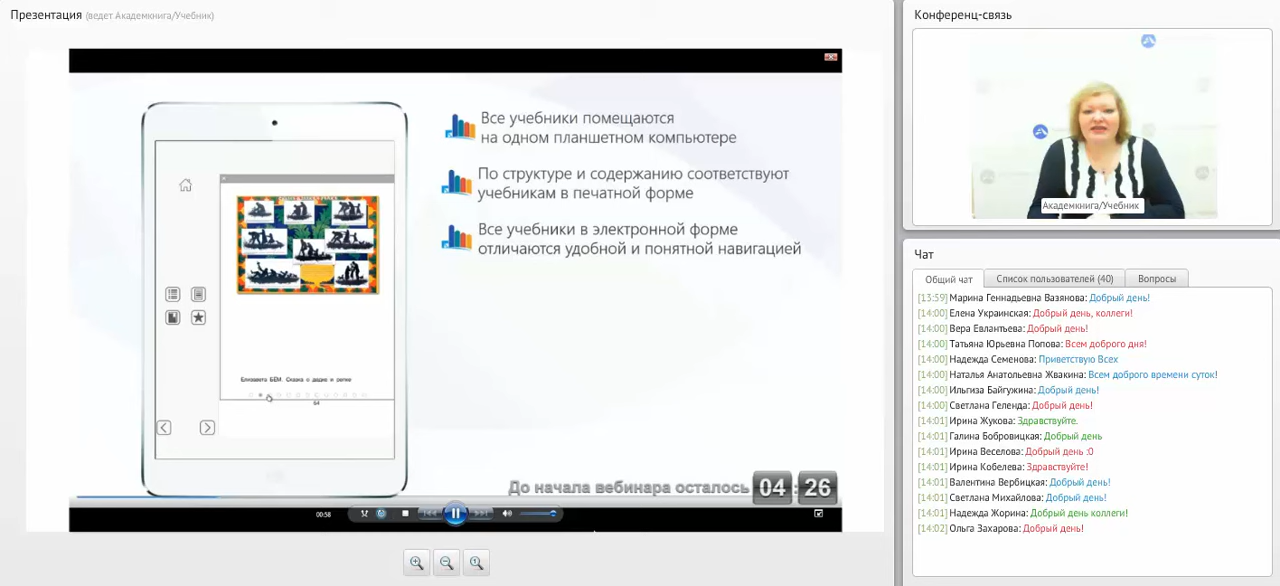 Презентация (ведет Академкнига/Учебник)
Все учебники помещаются
на одном планшетном компьютере
По структуре и содержанию соответствуют
учебникам в печатной форме
Все учебники в электронной форме
отличаются удобной и понятной навигацией
Елизавета БЁМ. Сказка о дедке и репке
64
До начала вебинара осталось 04 : 26
00:58
Конференц-связь
Академкнига/Учебник
Чат
Общий чат
Список пользователей (40)
Вопросы
[13:59] Марина Геннадьевна Вазянова: Добрый день!
[14:00] Елена Украинская: Добрый день, коллеги!
[14:00] Вера Евлантьева: Добрый день!
[14:00] Татьяна Юрьевна Попова: Всем доброго дня!
[14:00] Надежда Семенова: Приветствую Всех
[14:00] Наталья Анатольевна Жвакина: Всем доброго времени суток!
[14:00] Ильгиза Байгужина: Добрый день!
[14:00] Светлана Геленда: Добрый день!
[14:01] Ирина Жукова: Здравствуйте.
[14:01] Галина Бобровицкая: Добрый день
[14:01] Ирина Веселова: Добрый день :0
[14:01] Ирина Кобелева: Здравствуйте!
[14:01] Валентина Вербицкая: Добрый день!
[14:01] Светлана Михайлова: Добрый день!
[14:01] Надежда Жорина: Добрый день коллеги!
[14:02] Ольга Захарова: Добрый день!